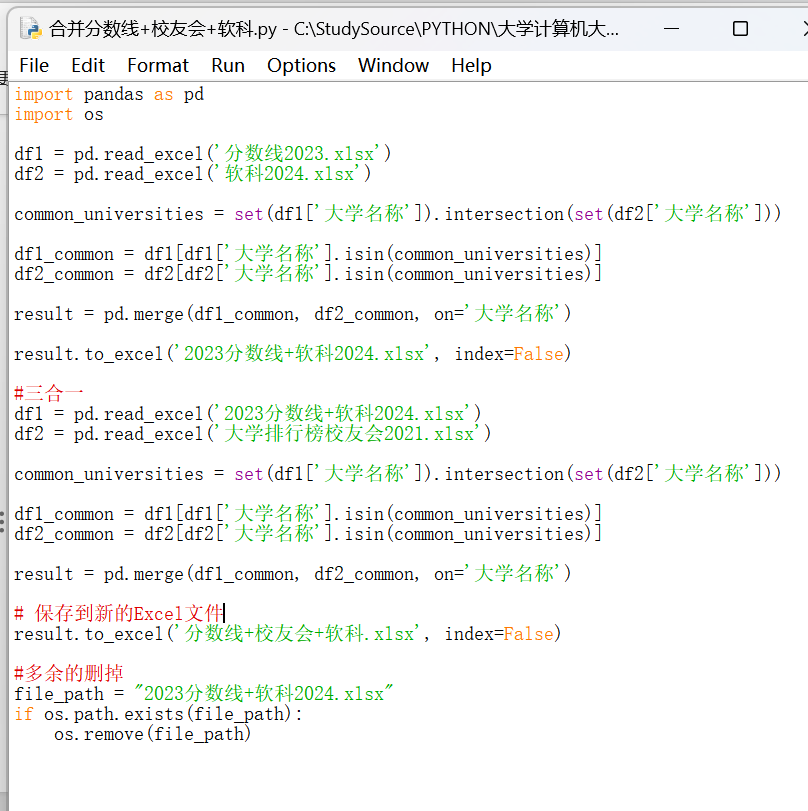 合并分数线+校友会+软科.py - C:\StudySource\PYTHON\大学计算机大...
File Edit Format Run Options Window Help
import pandas as pd
import os
df1 = pd.read_excel('分数线2023.xlsx')
df2 = pd.read_excel('软科2024.xlsx')
common_universities = set(df1['大学名称']).intersection(set(df2['大学名称']))
df1_common = df1[df1['大学名称'].isin(common_universities)]
df2_common = df2[df2['大学名称'].isin(common_universities)]
result = pd.merge(df1_common, df2_common, on='大学名称')
result.to_excel('2023分数线+软科2024.xlsx', index=False)
#三合一
df1 = pd.read_excel('2023分数线+软科2024.xlsx')
df2 = pd.read_excel('大学排行榜校友会2021.xlsx')
common_universities = set(df1['大学名称']).intersection(set(df2['大学名称']))
df1_common = df1[df1['大学名称'].isin(common_universities)]
df2_common = df2[df2['大学名称'].isin(common_universities)]
result = pd.merge(df1_common, df2_common, on='大学名称')
# 保存到新的Excel文件
result.to_excel('分数线+校友会+软科.xlsx', index=False)
#多余的删掉
file_path = "2023分数线+软科2024.xlsx"
if os.path.exists(file_path):
    os.remove(file_path)